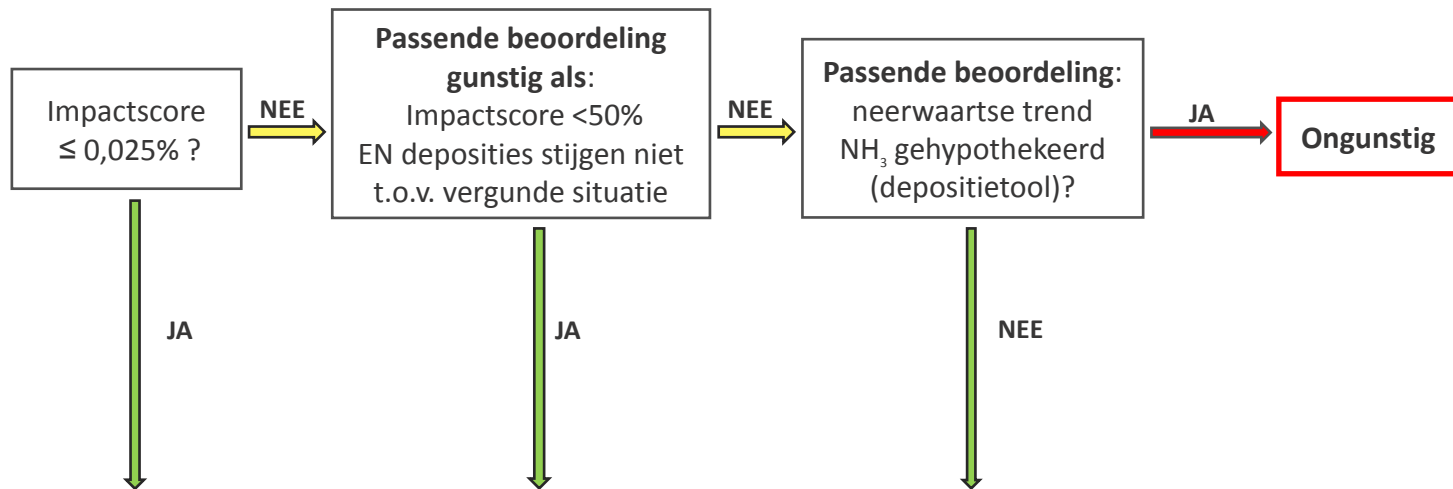 Impactscore
≤ 0,025% ?
NEE
Passende beoordeling
gunstig als:
Impactscore <50%
EN deposities stijgen niet
t.o.v. vergunde situatie
NEE
Passende beoordeling:
neerwaartse trend
NH₃ gehypothekeerd
(depositietool)?
JA
Ongunstig
JA
JA
NEE